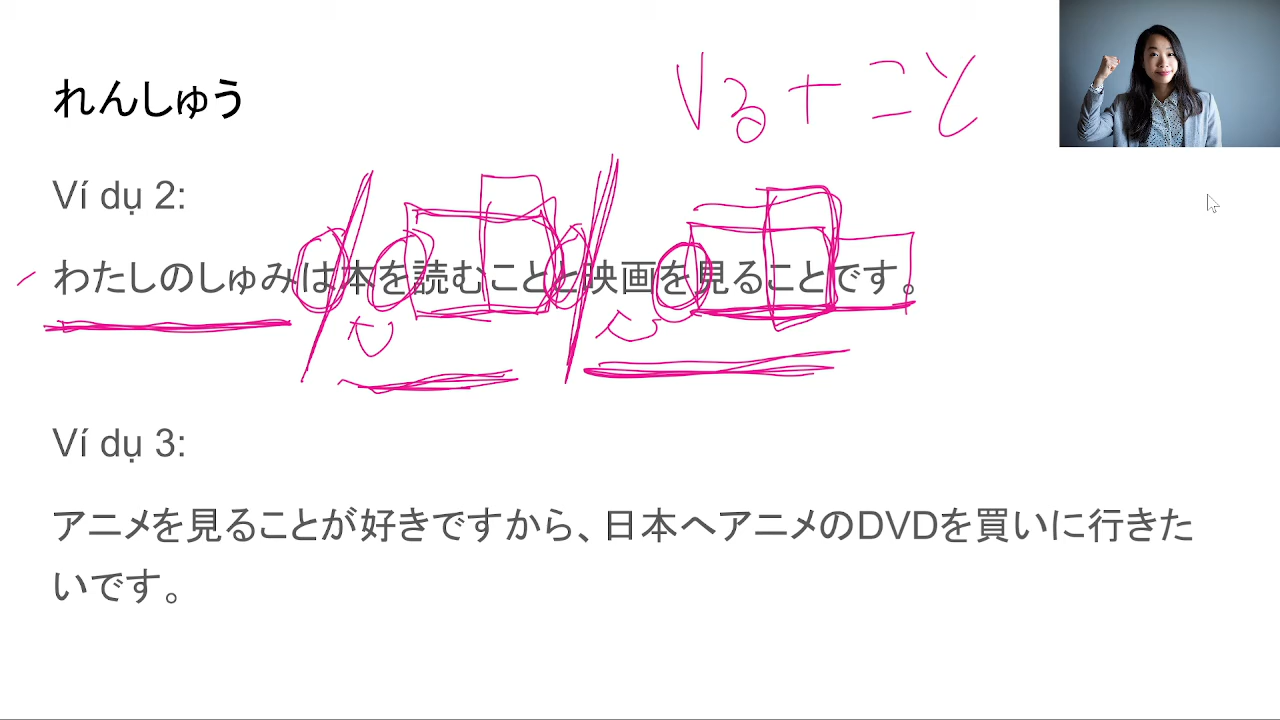 れんしゅう
Vる+こと
Ví dụ 2:
わたしのしゅみは本を読むことと映画を見ることです。
Ví dụ 3:
アニメを見ることが好きですから、日本へアニメのDVDを買いに行きた
いです。